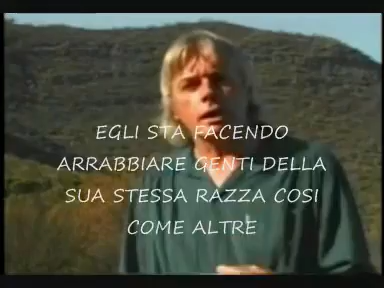 EGLI STA FACENDO
ARRABBIARE GENTI DELLA
SUA STESSA RAZZA COSI
COME ALTRE